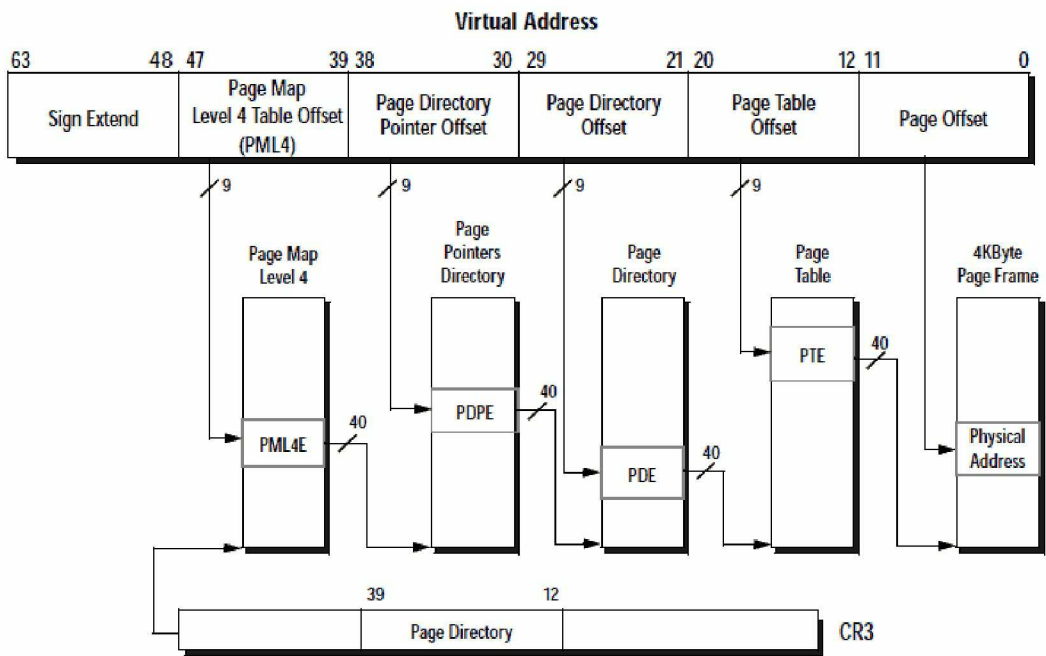 Virtual Address
63 48 47 39 38 30 29 21 20 12 11 0
Sign Extend
Page Map
Level 4 Table Offset
(PML4)
Page Directory
Pointer Offset
Page Directory
Offset
Page Table
Offset
Page Offset
9 9 9 9
Page Map
Level 4
Page
Pointers
Directory
Page
Directory
Page
Table
4KByte
Page Frame
PML4E
40
PDPE
40
PDE
40
PTE
40
Physical
Address
39 12
Page Directory
CR3